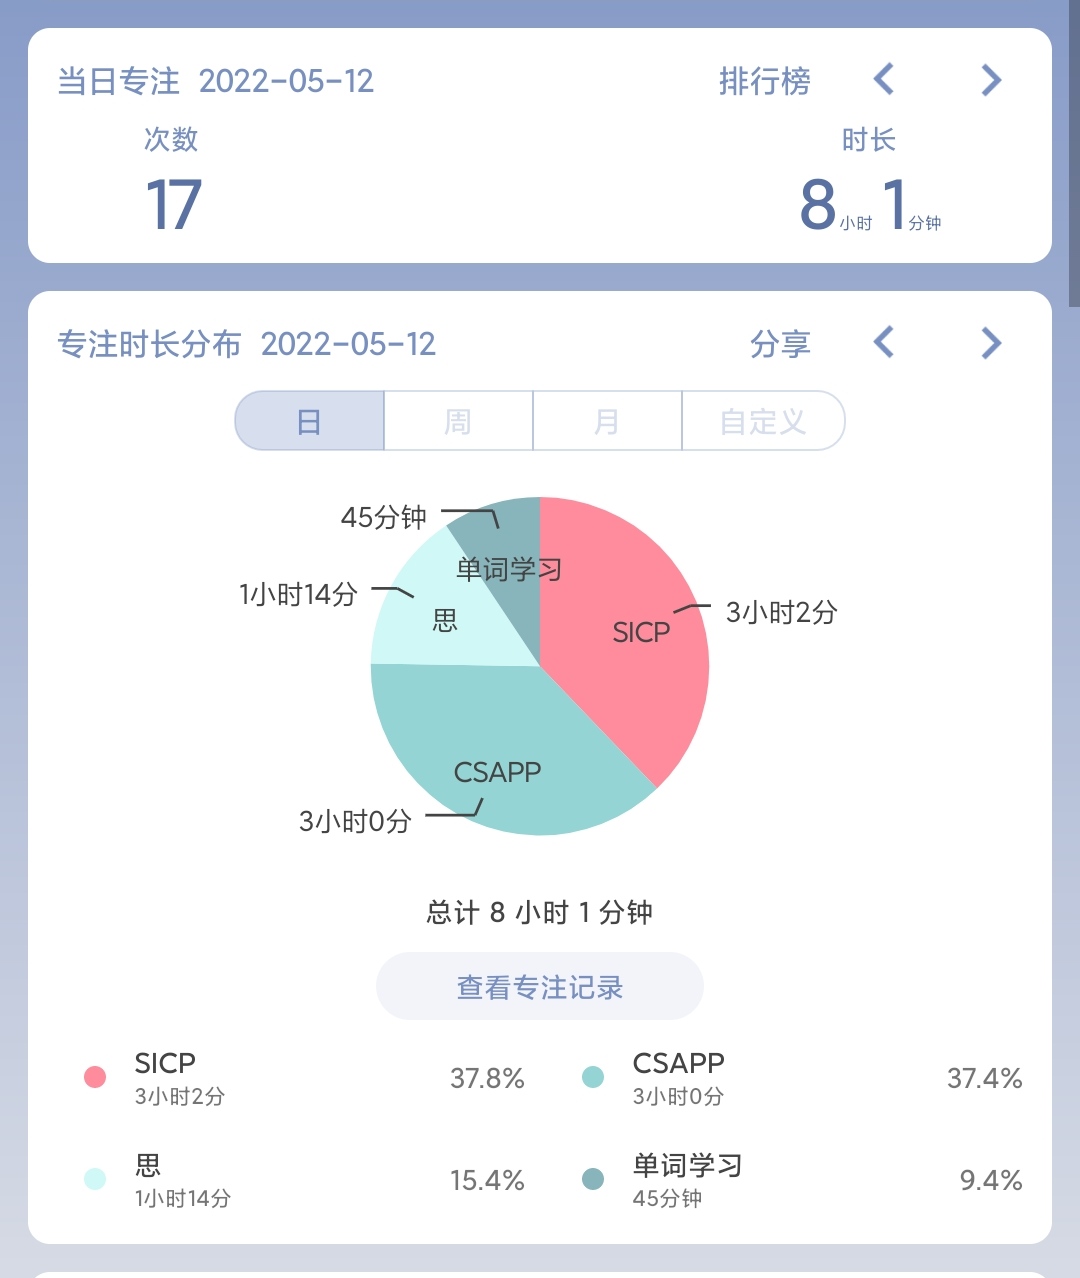 当日专注 2022-05-12 排行榜
次数 时长
17 8小时 1分钟
专注时长分布 2022-05-12 分享
日 周 月 自定义
45分钟
单词学习
1小时14分
思
SICP
3小时2分
CSAPP
3小时0分
总计 8 小时 1 分钟
查看专注记录
SICP 37.8% CSAPP 37.4%
3小时2分 3小时0分
思 15.4% 单词学习 9.4%
1小时14分 45分钟